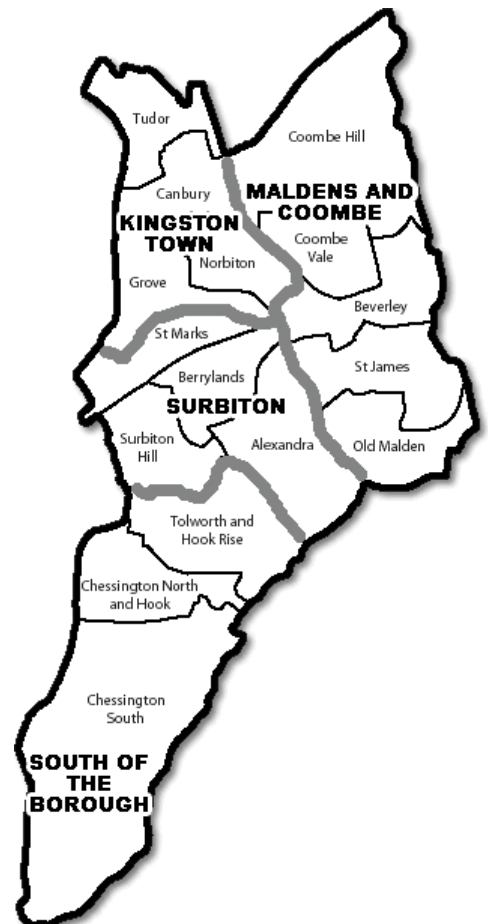 Tudor
Coombe Hill
Canbury
MALDENS AND
COOMBE
KINGSTON
TOWN
Coombe
Vale
Norbiton
Grove
Beverley
St Marks
St James
Berrylands
SURBITON
Surbiton
Hill
Alexandra
Old Malden
Tolworth and
Hook Rise
Chessington North
and Hook
Chessington
South
SOUTH OF
THE
BOROUGH